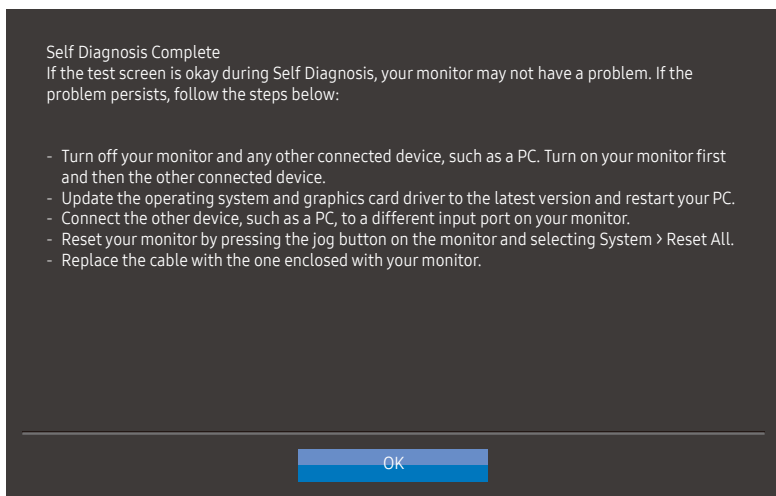 Self Diagnosis Complete
If the test screen is okay during Self Diagnosis, your monitor may not have a problem. If the
problem persists, follow the steps below:
- Turn off your monitor and any other connected device, such as a PC. Turn on your monitor first
and then the other connected device.
- Update the operating system and graphics card driver to the latest version and restart your PC.
- Connect the other device, such as a PC, to a different input port on your monitor.
- Reset your monitor by pressing the jog button on the monitor and selecting System > Reset All.
- Replace the cable with the one enclosed with your monitor.
OK